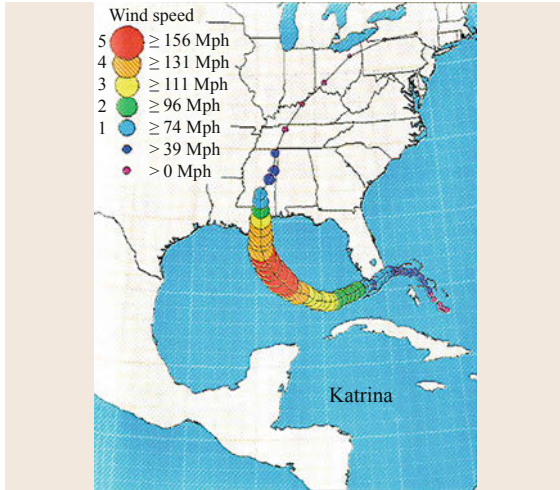 Wind speed
5 ≥ 156 Mph
4 ≥ 131 Mph
3 ≥ 111 Mph
2 ≥ 96 Mph
1 ≥ 74 Mph
> 39 Mph
> 0 Mph
Katrina